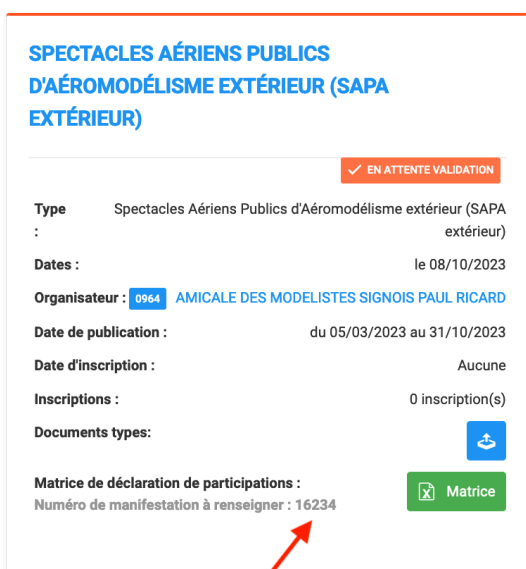 SPECTACLES AÉRIENS PUBLICS
D'AÉROMODÉLISME EXTÉRIEUR (SAPA
EXTÉRIEUR)
EN ATTENTE VALIDATION
Type Spectacles Aériens Publics d'Aéromodélisme extérieur (SAPA
: extérieur)
Dates : le 08/10/2023
Organisateur : 0964 AMICALE DES MODELISTES SIGNOIS PAUL RICARD
Date de publication : du 05/03/2023 au 31/10/2023
Date d'inscription : Aucune
Inscriptions : 0 inscription(s)
Documents types:
Matrice de déclaration de participations :
Numéro de manifestation à renseigner : 16234
Matrice